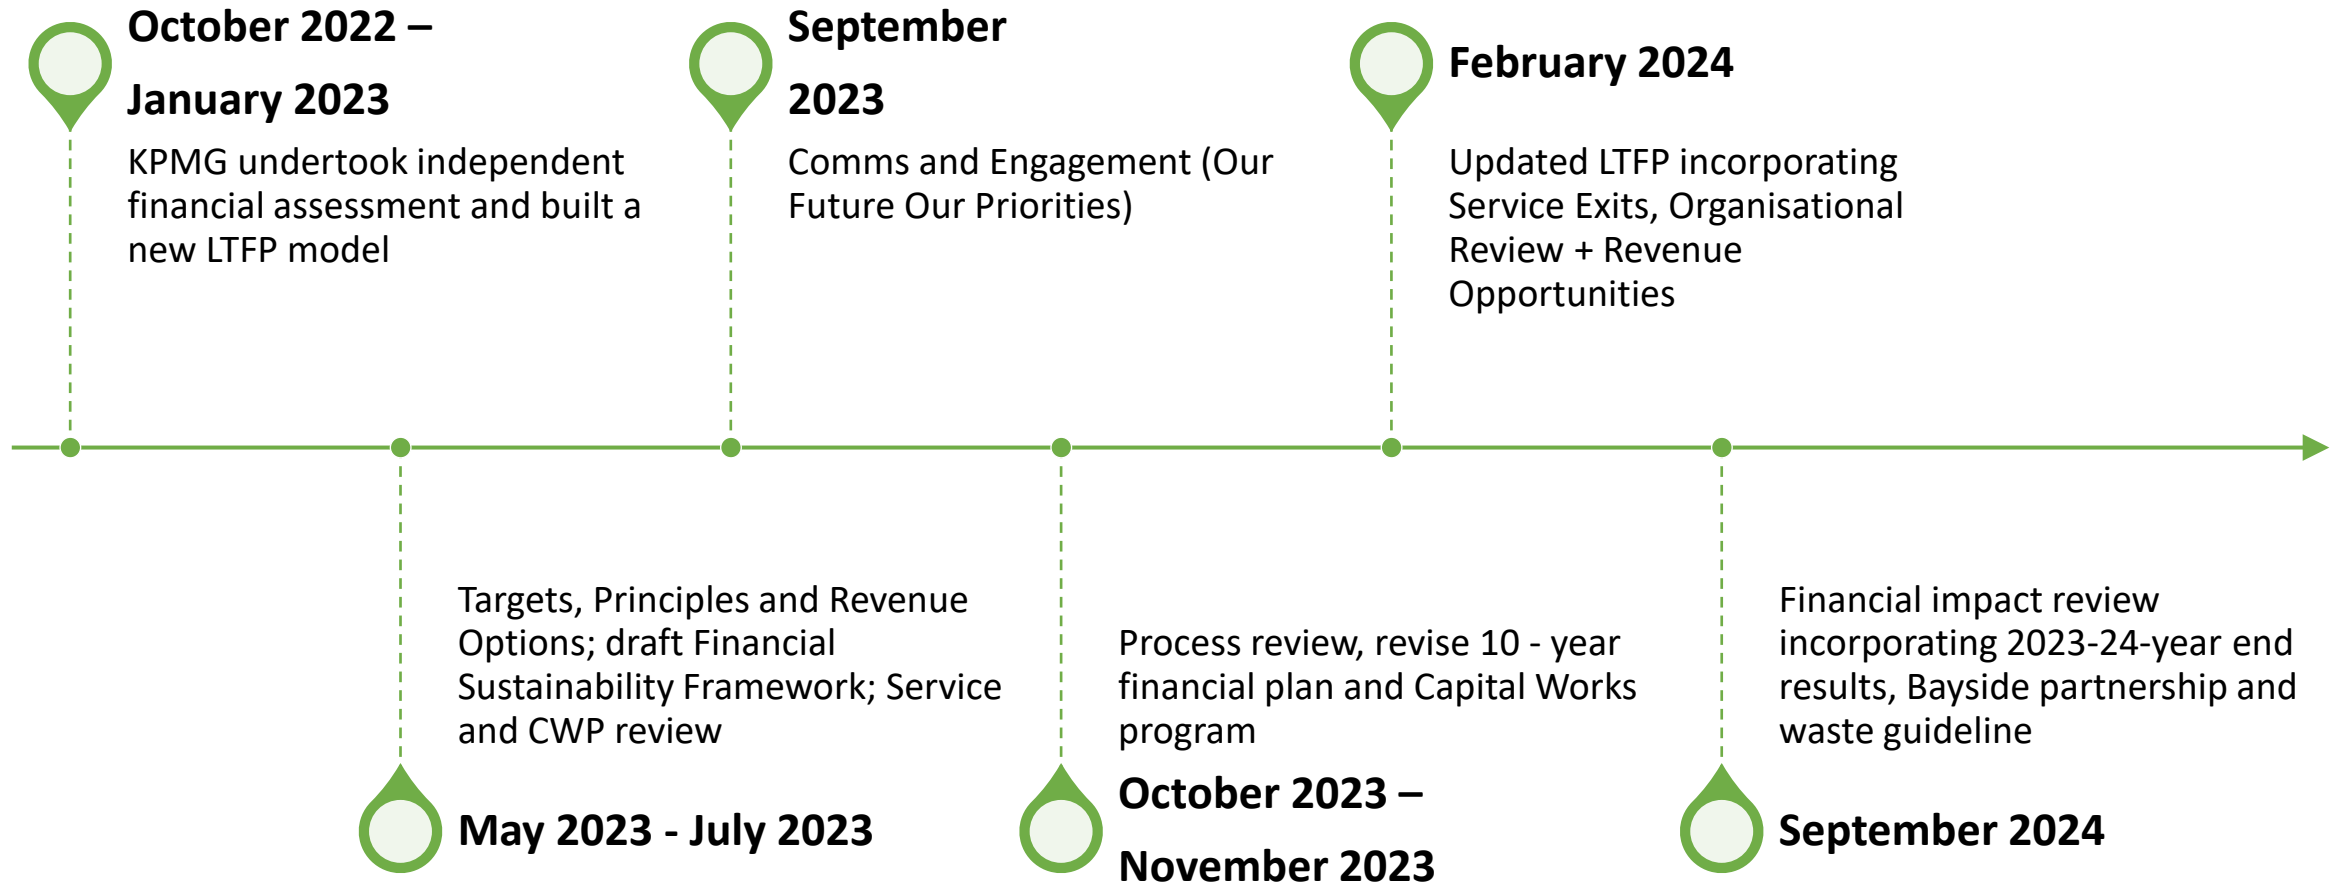 October 2022 –
January 2023
KPMG undertook independent
financial assessment and built a
new LTFP model
Targets, Principles and Revenue
Options; draft Financial
Sustainability Framework; Service
and CWP review
May 2023 - July 2023
September
2023
Comms and Engagement (Our
Future Our Priorities)
Process review, revise 10 - year
financial plan and Capital Works
program
October 2023 –
November 2023
February 2024
Updated LTFP incorporating
Service Exits, Organisational
Review + Revenue
Opportunities
Financial impact review
incorporating 2023-24-year end
results, Bayside partnership and
waste guideline
September 2024